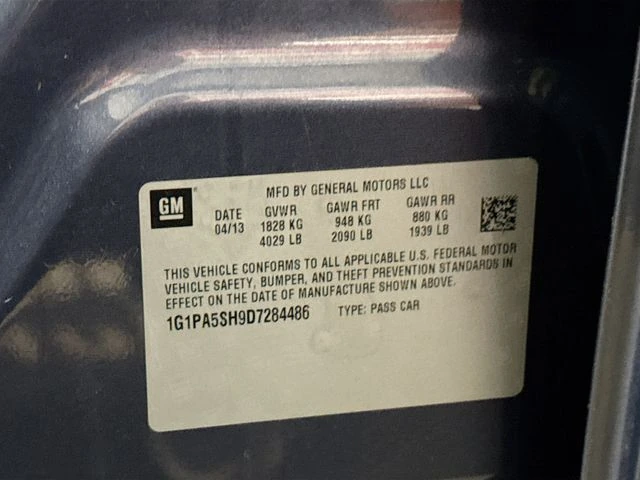 GM
MFD BY GENERAL MOTORS LLC
DATE GVWR GAWR FRT GAWR RR
04/13 1828 KG 948 KG 880 KG
4029 LB 2090 LB 1939 LB
THIS VEHICLE CONFORMS TO ALL APPLICABLE U.S. FEDERAL MOTOR
VEHICLE SAFETY, BUMPER, AND THEFT PREVENTION STANDARDS IN
EFFECT ON THE DATE OF MANUFACTURE SHOWN ABOVE.
1G1PA5SH9D7284486 TYPE: PASS CAR